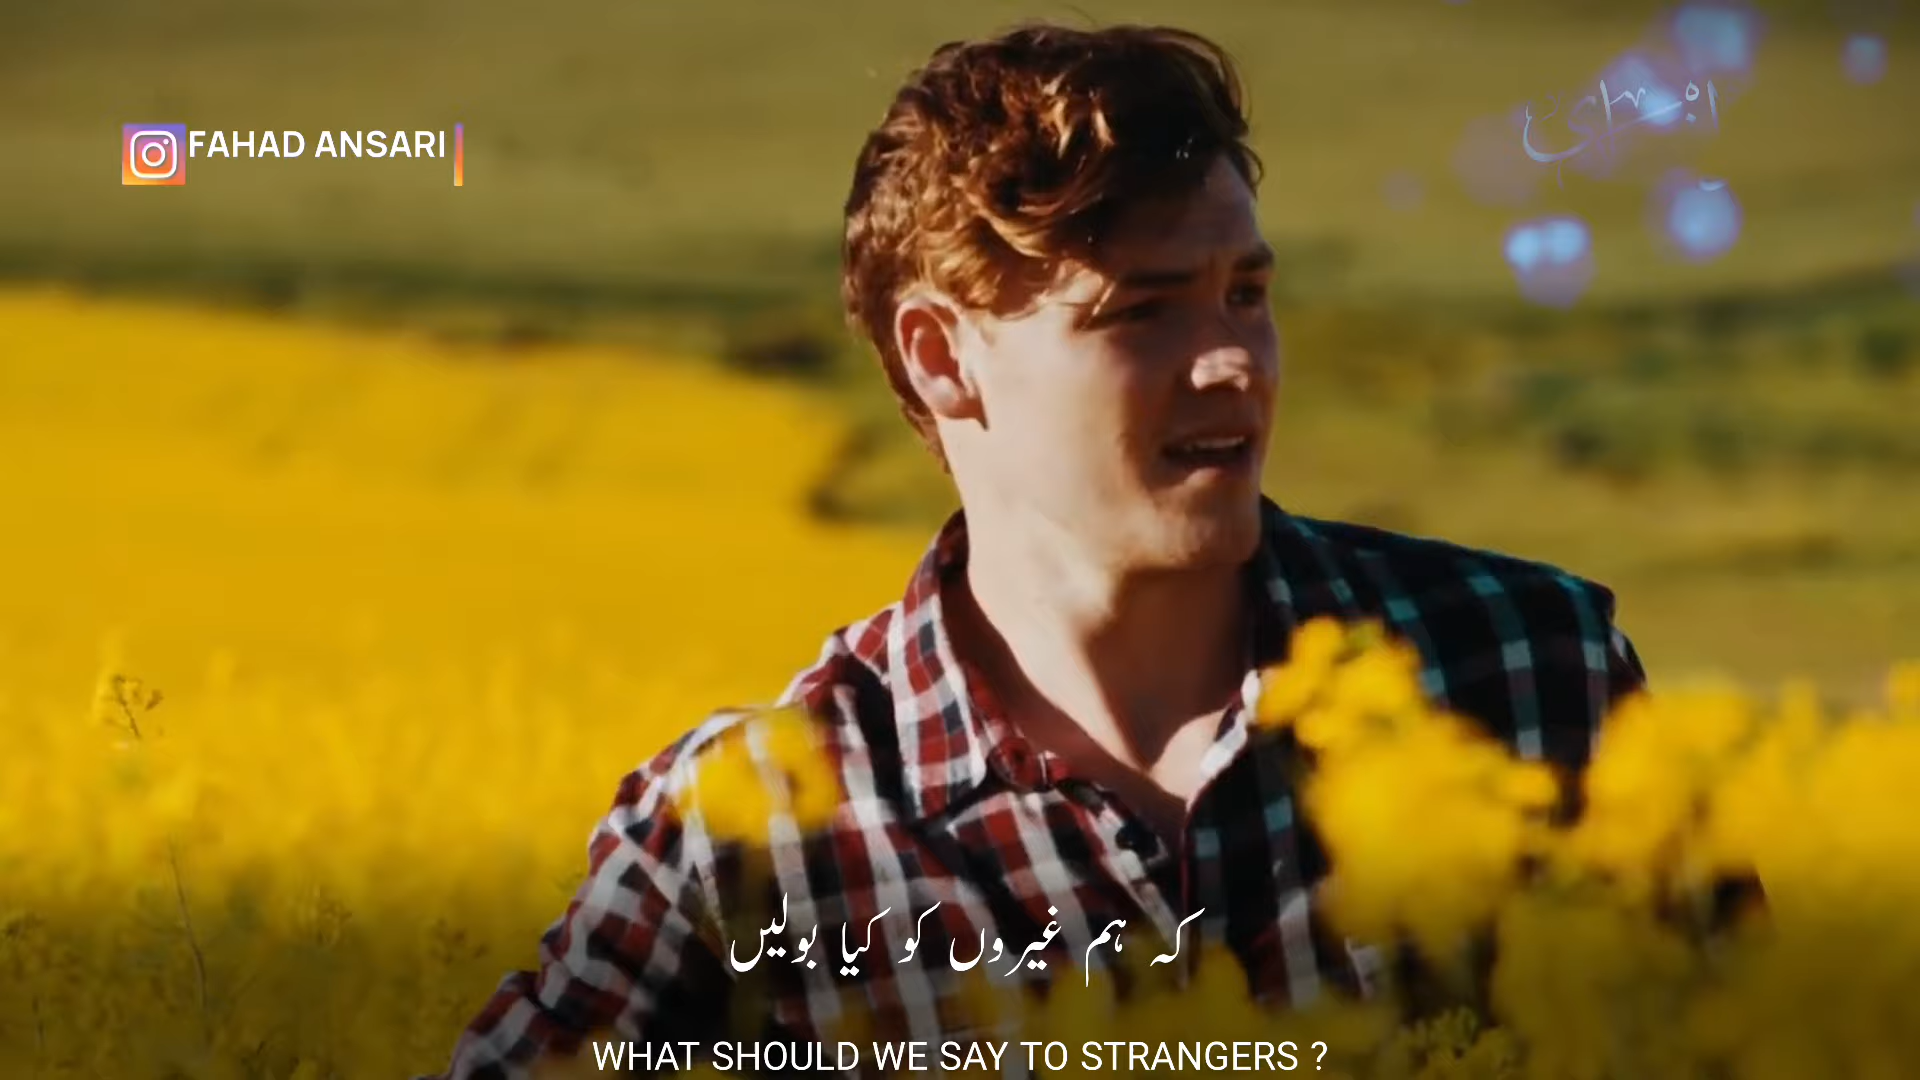 FAHAD ANSARI
کہ ہم غیروں کو کیا بولیں
WHAT SHOULD WE SAY TO STRANGERS ?